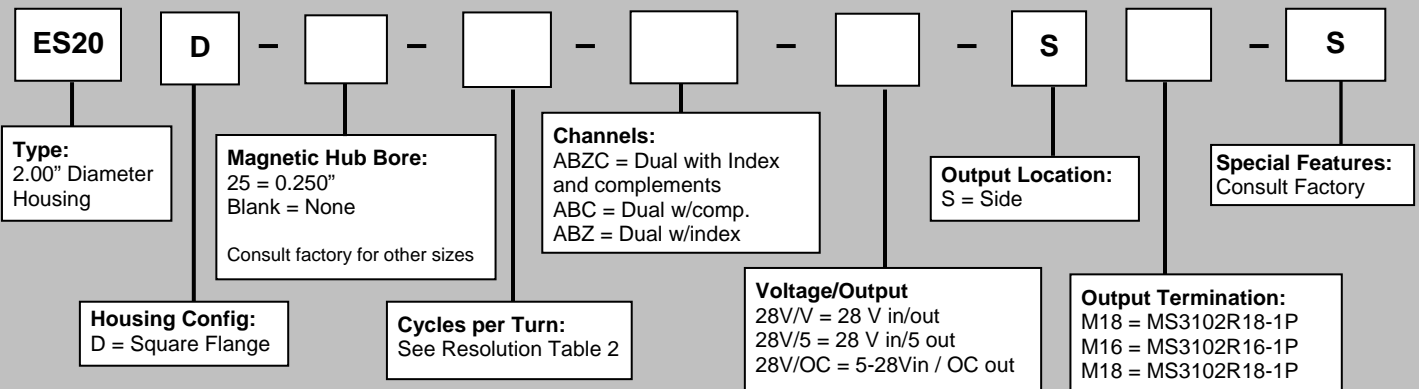 ES20 D – – – – – S – S
Type:
2.00” Diameter
Housing
Magnetic Hub Bore:
25 = 0.250”
Blank = None
Consult factory for other sizes
Channels:
ABZC = Dual with Index
and complements
ABC = Dual w/comp.
ABZ = Dual w/index
Output Location:
S = Side
Special Features:
Consult Factory
Housing Config:
D = Square Flange
Cycles per Turn:
See Resolution Table 2
Voltage/Output
28V/V = 28 V in/out
28V/5 = 28 V in/5 out
28V/OC = 5-28Vin / OC out
Output Termination:
M18 = MS3102R18-1P
M16 = MS3102R16-1P
M18 = MS3102R18-1P